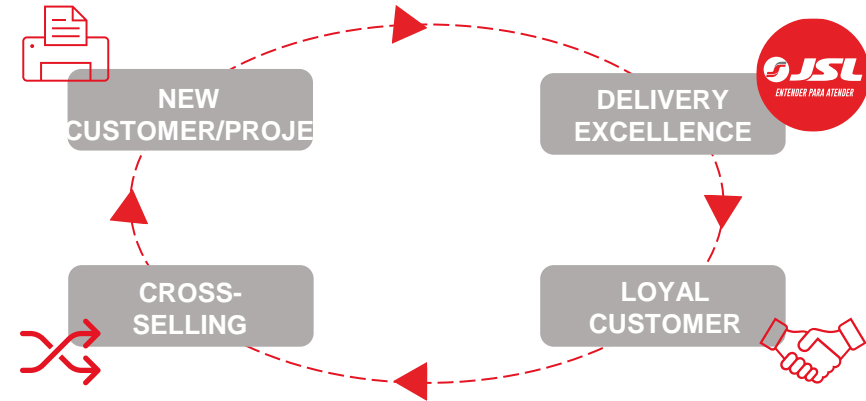 NEW
CUSTOMER/PROJE
DELIVERY
EXCELLENCE
JSL
ENTENDER PARA ATENDER
CROSS-
SELLING
LOYAL
CUSTOMER